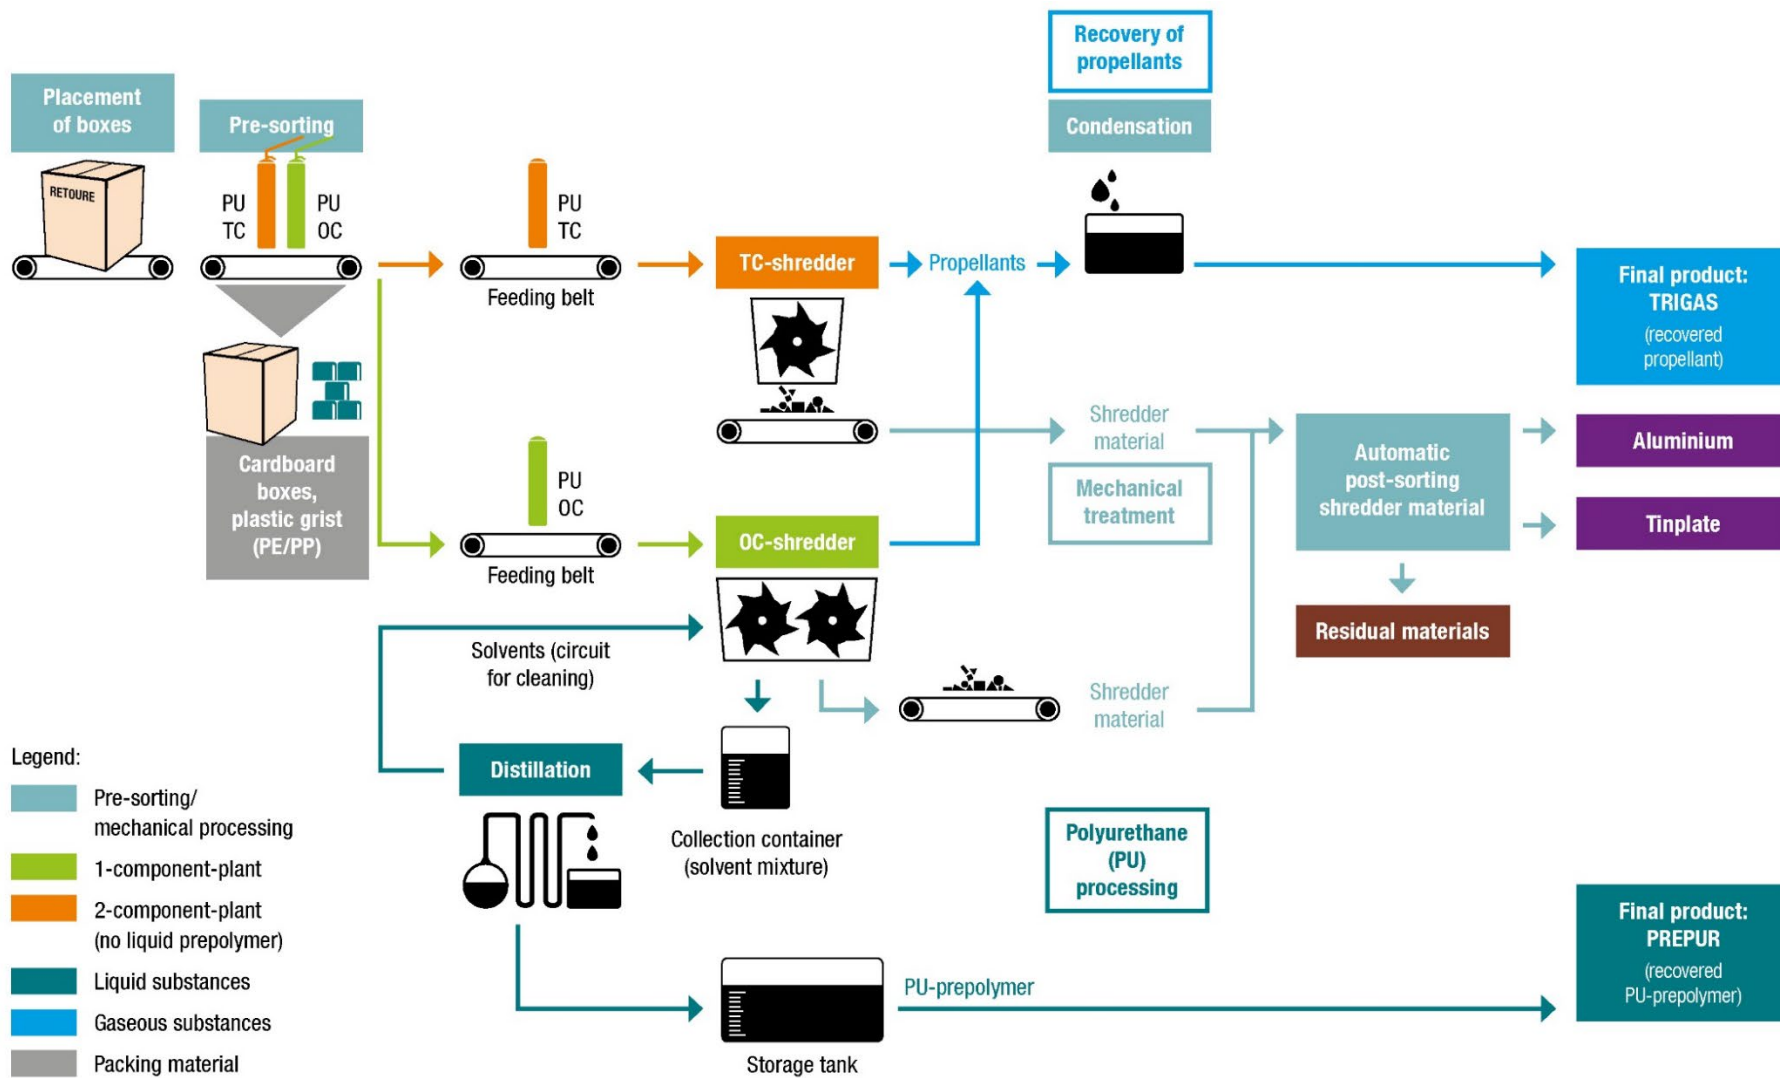 Placement
of boxes
RETOURE
Pre-sorting
PU
TC
PU
OC
Cardboard
boxes,
plastic grist
(PE/PP)
PU
TC
Feeding belt
PU
OC
Feeding belt
TC-shredder
Propellants
Recovery of
propellants
Condensation
Final product:
TRIGAS
(recovered
propellant)
Shredder
material
Mechanical
treatment
Automatic
post-sorting
shredder material
Aluminium
Tinplate
Residual materials
OC-shredder
Solvents (circuit
for cleaning)
Shredder
material
Distillation
Collection container
(solvent mixture)
Polyurethane
(PU)
processing
Storage tank
PU-prepolymer
Final product:
PREPUR
(recovered
PU-prepolymer)
Legend:
Pre-sorting/
mechanical processing
1-component-plant
2-component-plant
(no liquid prepolymer)
Liquid substances
Gaseous substances
Packing material